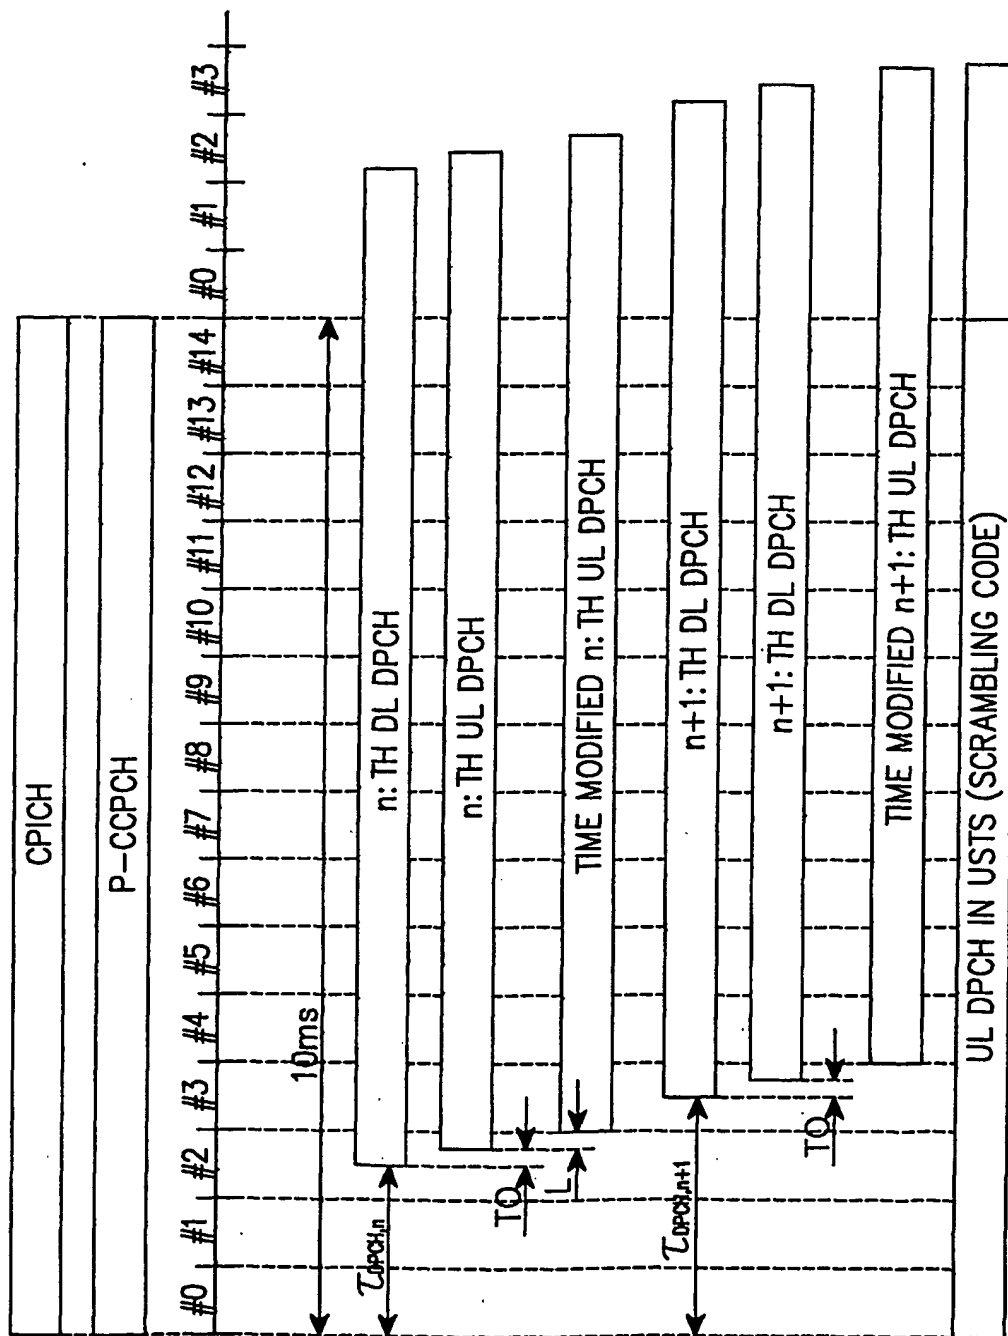 CPICH
P-CCPCH
#0 #1 #2 #3 #4 #5 #6 #7 #8 #9 #10 #11 #12 #13 #14 #0 #1 #2 #3
10ms
τDPCH,n
n: TH DL DPCH
TO
n: TH UL DPCH
L
TIME MODIFIED n: TH UL DPCH
τDPCH,n+1
n+1: TH DL DPCH
TO
n+1: TH DL DPCH
TIME MODIFIED n+1: TH UL DPCH
UL DPCH IN USTS (SCRAMBLING CODE)